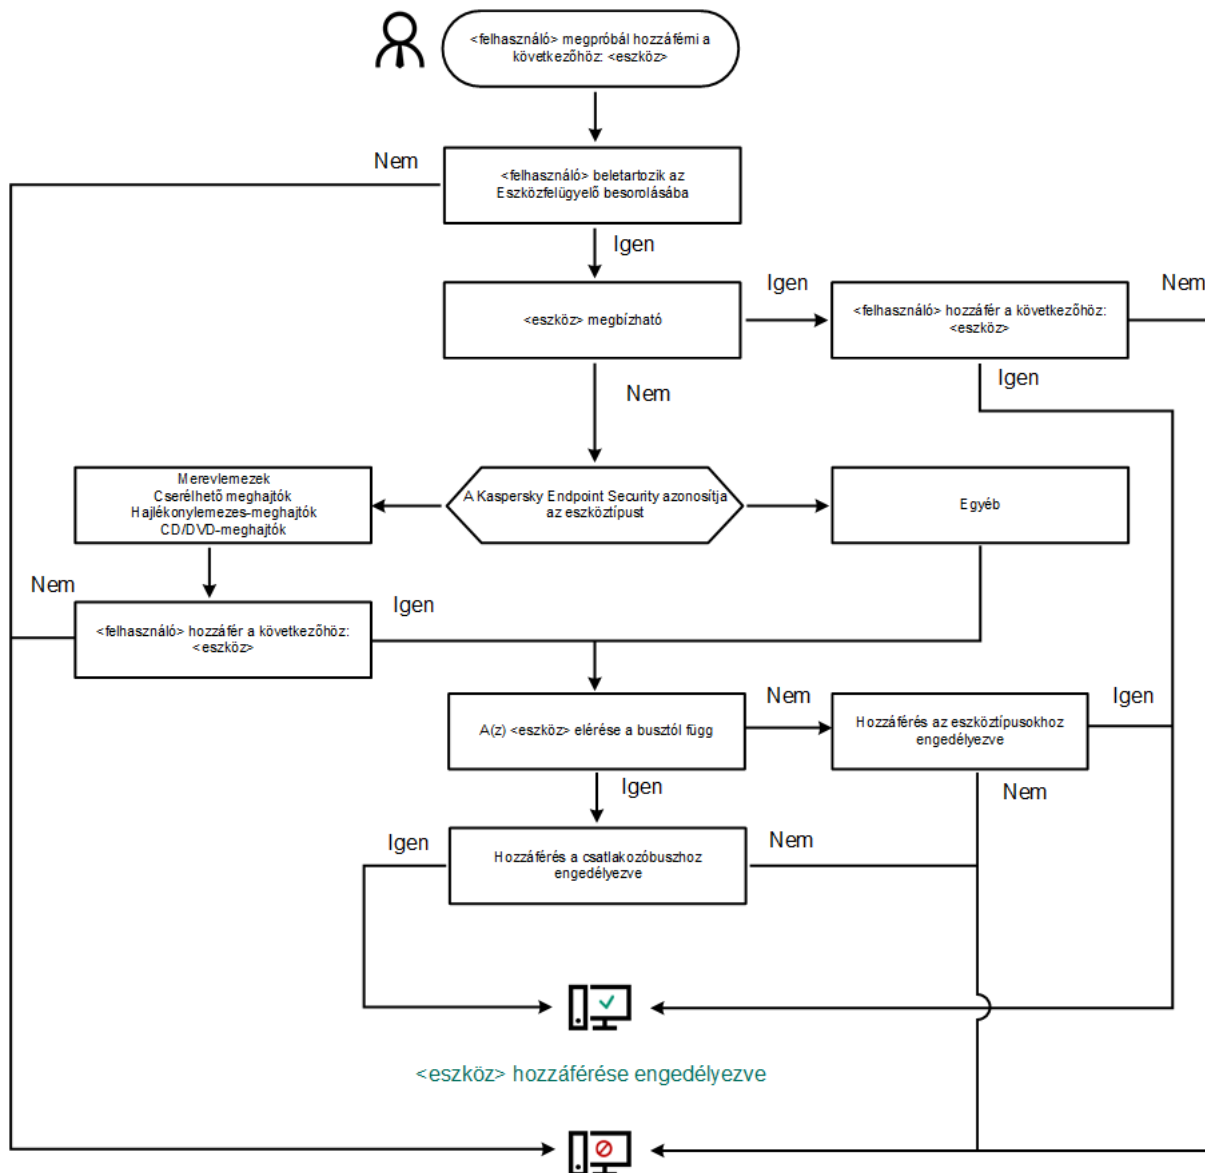 <felhasználó> megpróbál hozzáférni a
következőhöz: <eszköz>
Nem
<felhasználó> beletartozik az
Eszközfelügyelő besorolásába
Igen
Igen
Nem
<eszköz> megbízható
<felhasználó> hozzáfér a következőhöz:
<eszköz>
Nem
Igen
Merevlemezek
Cserélhető meghajtók
Hajlékonylemezes-meghajtók
CD/DVD-meghajtók
A Kaspersky Endpoint Security azonosítja
az eszköztípust
Egyéb
Nem
Igen
<felhasználó> hozzáfér a következőhöz:
<eszköz>
A(z) <eszköz> elérése a busztól függ
Nem
Hozzáférés az eszköztípusokhoz
engedélyezve
Igen
Igen
Nem
Igen
Hozzáférés a csatlakozóbuszhoz
engedélyezve
Nem
<eszköz> hozzáférése engedélyezve